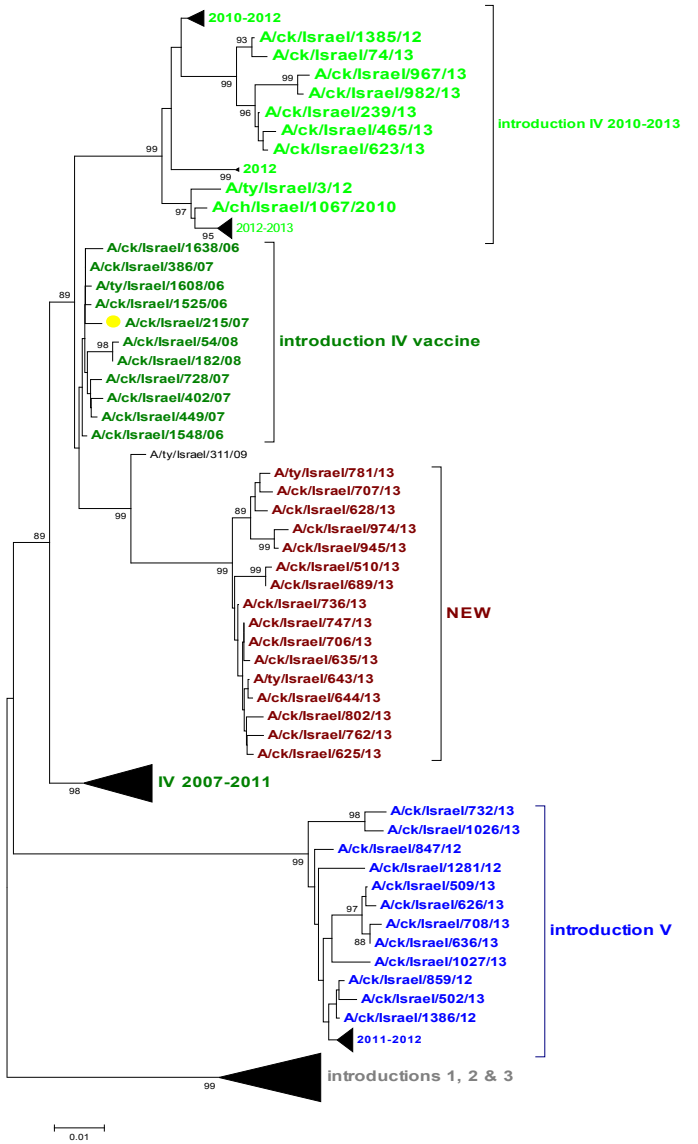 2010-2012
93
A/ck/Israel/1385/12
A/ck/Israel/74/13
99
99
A/ck/Israel/967/13
A/ck/Israel/982/13
96
A/ck/Israel/239/13
introduction IV 2010-2013
A/ck/Israel/465/13
99
A/ck/Israel/623/13
2012
99
A/ty/Israel/3/12
97
A/ch/Israel/1067/2010
2012-2013
95
A/ck/Israel/1638/06
A/ck/Israel/386/07
89
A/ty/Israel/1608/06
A/ck/Israel/1525/06
A/ck/Israel/215/07
introduction IV vaccine
98
A/ck/Israel/54/08
A/ck/Israel/182/08
A/ck/Israel/728/07
A/ck/Israel/402/07
A/ck/Israel/449/07
A/ck/Israel/1548/06
A/ty/Israel/311/09
A/ty/Israel/781/13
A/ck/Israel/707/13
99
89
A/ck/Israel/628/13
A/ck/Israel/974/13
89
99
A/ck/Israel/945/13
99
99
A/ck/Israel/510/13
A/ck/Israel/689/13
A/ck/Israel/736/13
NEW
A/ck/Israel/747/13
A/ck/Israel/706/13
A/ck/Israel/635/13
A/ty/Israel/643/13
A/ck/Israel/644/13
A/ck/Israel/802/13
A/ck/Israel/762/13
A/ck/Israel/625/13
IV 2007-2011
98
A/ck/Israel/732/13
98
A/ck/Israel/1026/13
A/ck/Israel/847/12
99
A/ck/Israel/1281/12
A/ck/Israel/509/13
97
A/ck/Israel/626/13
A/ck/Israel/708/13
introduction V
88
A/ck/Israel/636/13
A/ck/Israel/1027/13
A/ck/Israel/859/12
A/ck/Israel/502/13
A/ck/Israel/1386/12
2011-2012
introductions 1, 2 & 3
99
0.01